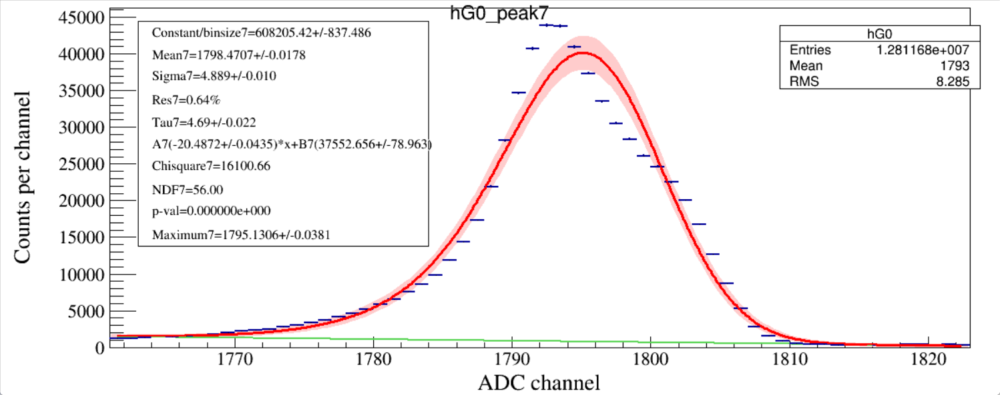 hG0_peak7
45000
40000
35000
30000
25000
20000
15000
10000
5000
0
Counts per channel
Constant/binsize7=608205.42+/-837.486
Mean7=1798.4707+/-0.0178
Sigma7=4.889+/-0.010
Res7=0.64%
Tau7=4.69+/-0.022
A7(-20.4872+/-0.0435)*x+B7(37552.656+/-78.963)
Chisquare7=16100.66
NDF7=56.00
p-val=0.000000e+000
Maximum7=1795.1306+/-0.0381
hG0
Entries 1.281168e+007
Mean 1793
RMS 8.285
1770 1780 1790 1800 1810 1820
ADC channel